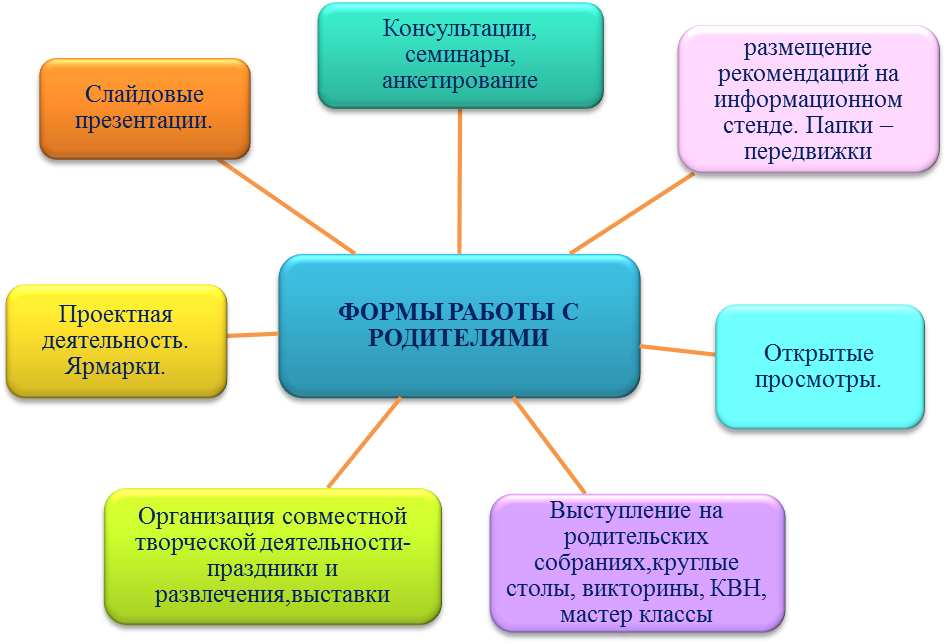 Консультации,
семинары,
анкетирование
размещение
рекомендаций на
информационном
стенде. Папки –
передвижки
Слайдовые
презентации.
ФОРМЫ РАБОТЫ С
РОДИТЕЛЯМИ
Проектная
деятельность.
Ярмарки.
Открытые
просмотры.
Организация совместной
творческой деятельности-
праздники и
развлечения,выставки
Выступление на
родительских
собраниях,круглые
столы, викторины, КВН,
мастер классы